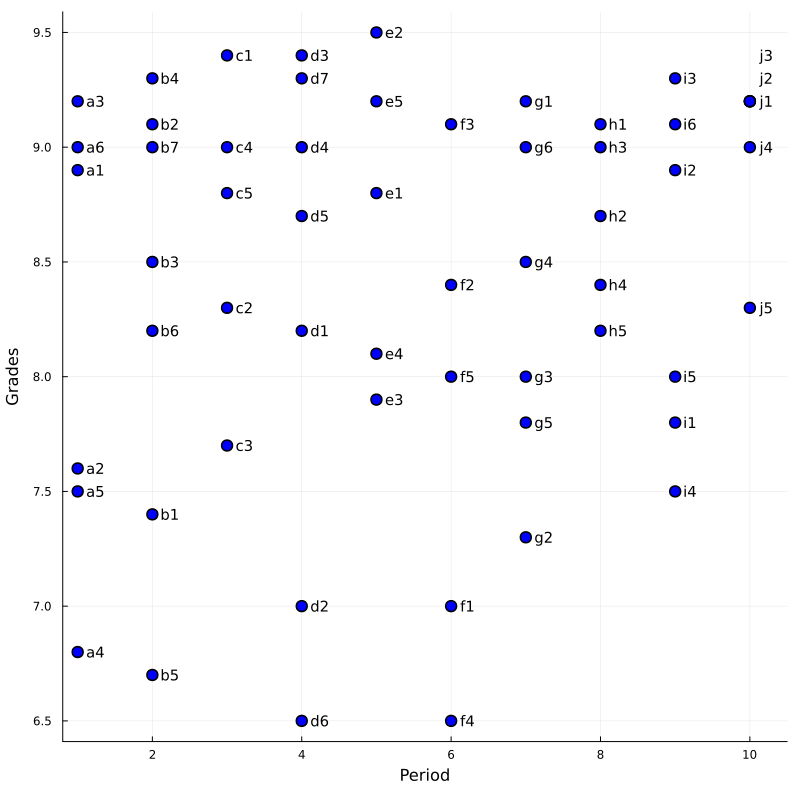 9.5 e2
c1 d3 j3
b4 d7 i3 j2
a3 e5 g1 j1
b2 f3 h1 i6
9.0 a6 b7 c4 d4 g6 h3 j4
a1 i2
c5 e1
d5 h2
8.5 b3 g4
f2 h4
c2 j5
b6 d1 h5
e4
8.0 f5 g3 i5
e3
g5 i1
c3
a2
7.5 a5 i4
b1
g2
7.0 d2 f1
a4
b5
6.5 d6 f4
2 4 6 8 10
Period
Grades